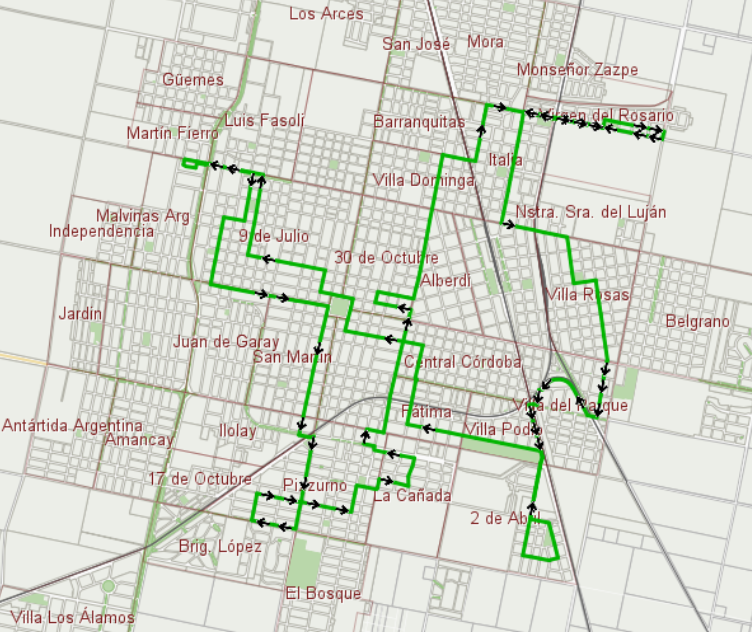 Los Arces
San José
Mora
Monseñor Zazpe
Güemes
Virgen del Rosario
Luis Fasoli
Barranquitas
Martín Fierro
Italia
Villa Dominga
Malvinas Arg
Nstra. Sra. del Luján
Independencia
9 de Julio
30 de Octubre
Alberdi
Villa Rosas
Jardín
Belgrano
Juan de Garay
San Martín
Central Córdoba
Villa del Parque
Fátima
Antártida Argentina
Ilolay
Villa Podio
Amancay
17 de Octubre
Pizzurno
La Cañada
2 de Abril
Brig. López
El Bosque
Villa Los Álamos